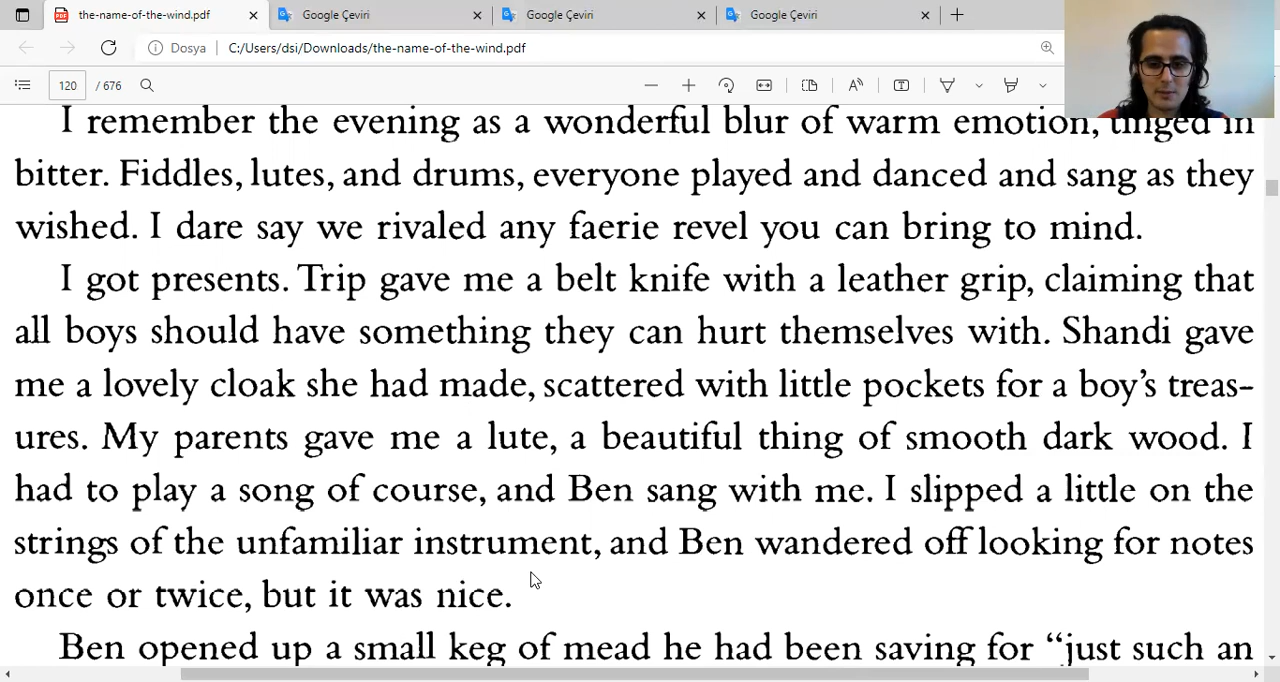 the-name-of-the-wind.pdf
Google Çeviri
Google Çeviri
Google Çeviri
Dosya
C:/Users/dsi/Downloads/the-name-of-the-wind.pdf
120 / 676
I remember the evening as a wonderful blur of warm emotion, tinged in
bitter. Fiddles, lutes, and drums, everyone played and danced and sang as they
wished. I dare say we rivaled any faerie revel you can bring to mind.
I got presents. Trip gave me a belt knife with a leather grip, claiming that
all boys should have something they can hurt themselves with. Shandi gave
me a lovely cloak she had made, scattered with little pockets for a boy’s treas-
ures. My parents gave me a lute, a beautiful thing of smooth dark wood. I
had to play a song of course, and Ben sang with me. I slipped a little on the
strings of the unfamiliar instrument, and Ben wandered off looking for notes
once or twice, but it was nice.
Ben opened up a small keg of mead he had been saving for “just such an